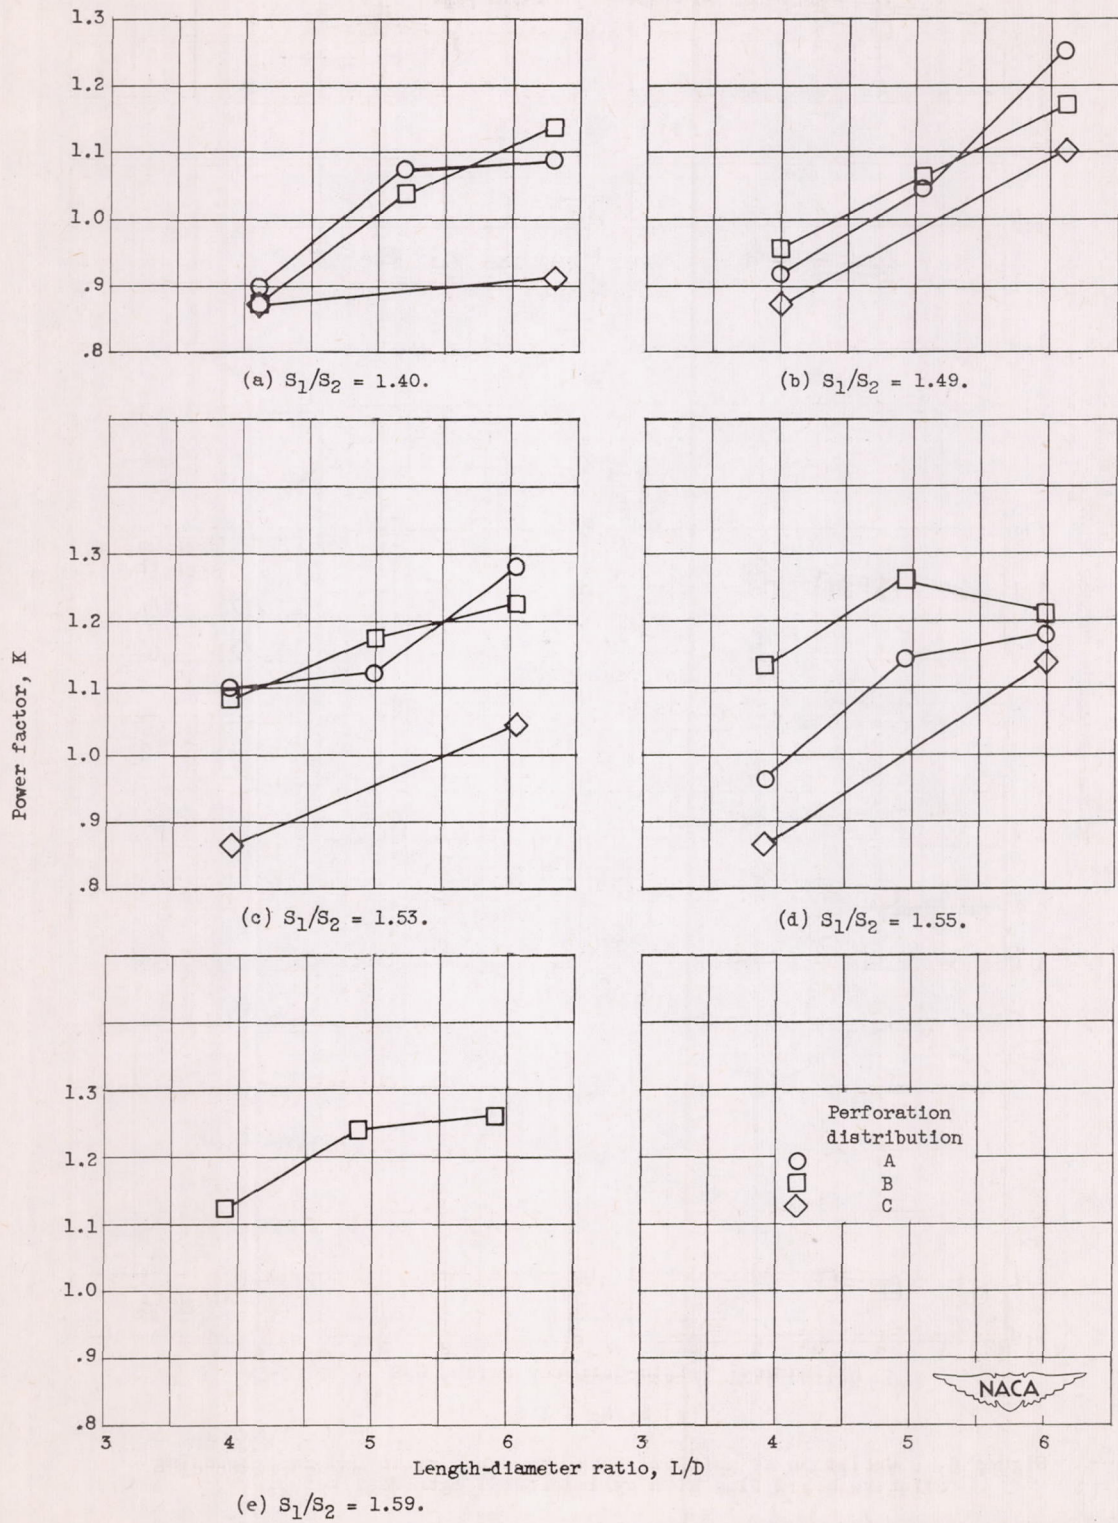 1.3
1.2
1.1
1.0
.9
.8
(a) S1/S2 = 1.40.
(b) S1/S2 = 1.49.
1.3
1.2
1.1
1.0
.9
.8
(c) S1/S2 = 1.53.
(d) S1/S2 = 1.55.
Power factor, K
1.3
1.2
1.1
1.0
.9
.8
Perforation
distribution
A
B
C
NACA
3 4 5 6 3 4 5 6
Length-diameter ratio, L/D
(e) S1/S2 = 1.59.